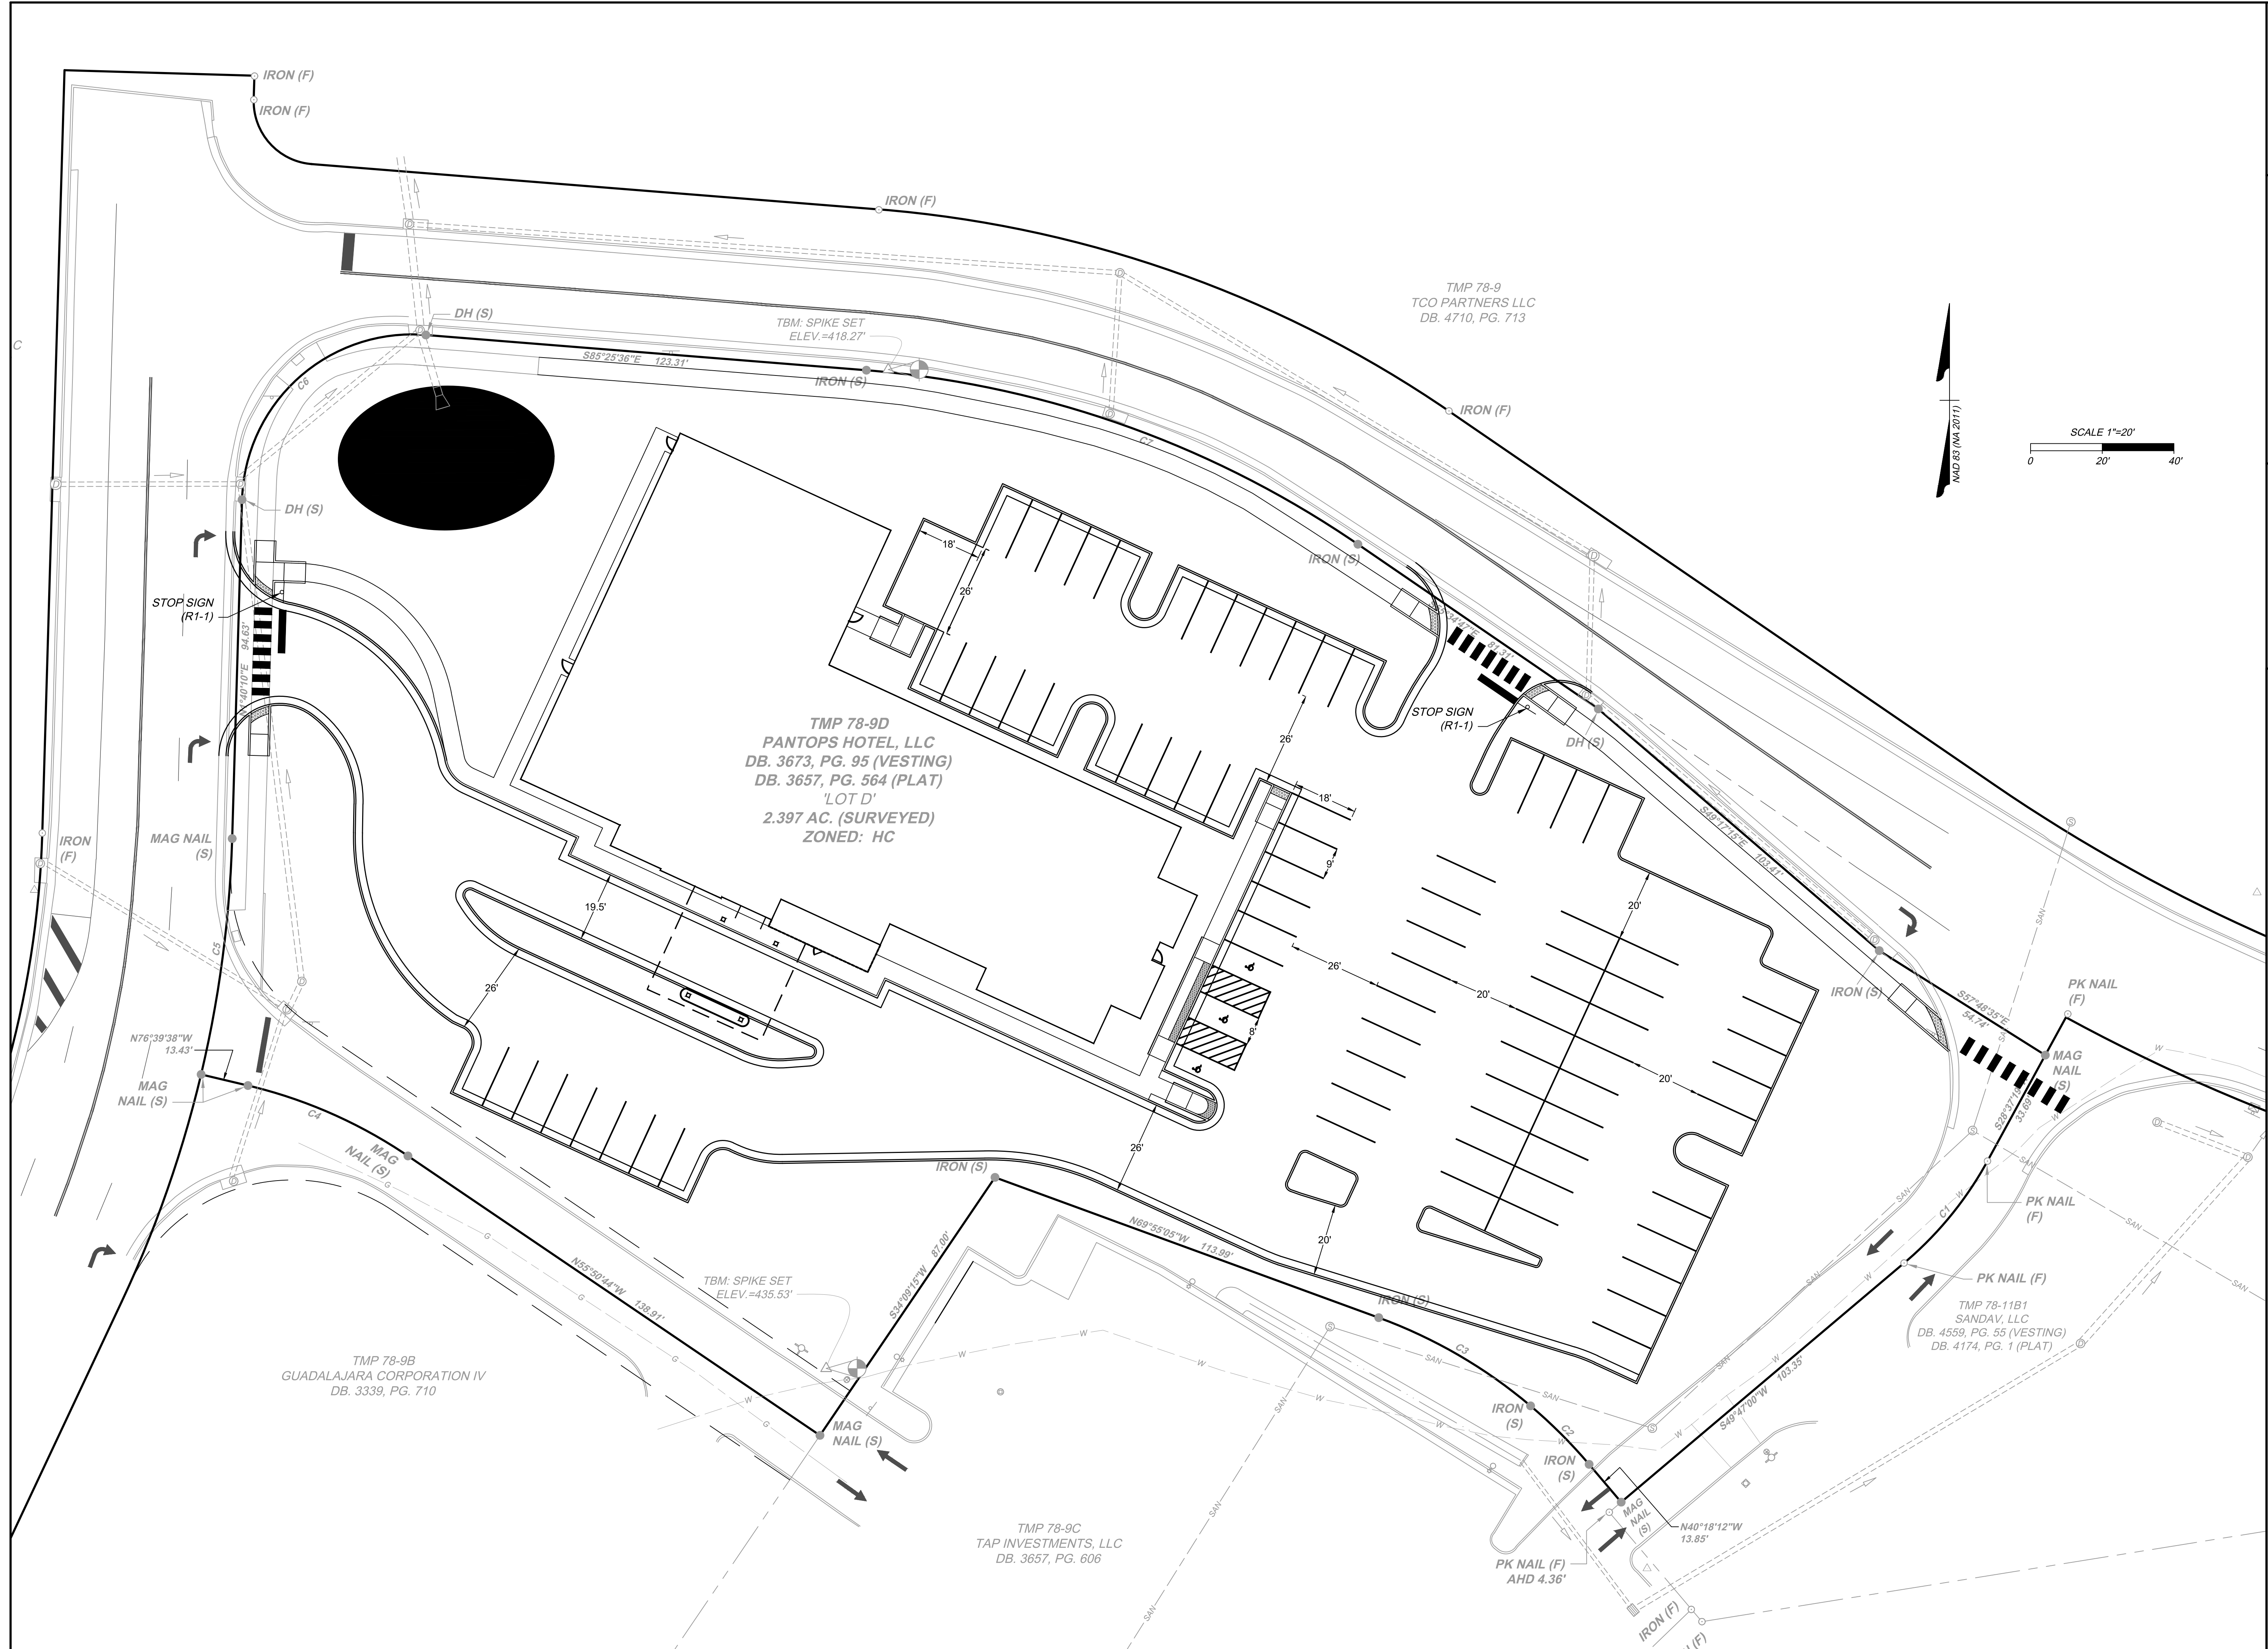 IRON (F)
IRON (F)
IRON (F)
TMP 78-9
TCO PARTNERS LLC
DB. 4710, PG. 713
NAD 83 (NA 2011)
SCALE 1"=20'
0
20'
40'
C
DH (S)
TBM: SPIKE SET
ELEV.=418.27'
S85°25'36"E 123.31'
IRON (S)
C6
C7
IRON (F)
DH (S)
IRON (S)
18'
26'
STOP SIGN
(R1-1)
94.63'
81.31'
STOP SIGN
(R1-1)
DH (S)
TMP 78-9D
PANTOPS HOTEL, LLC
DB. 3673, PG. 95 (VESTING)
DB. 3657, PG. 564 (PLAT)
'LOT D'
2.397 AC. (SURVEYED)
ZONED: HC
26'
18'
9'
IRON
(F)
MAG NAIL
(S)
S49°17'15"E 103.41'
19.5'
20'
26'
26'
20'
8'
20'
C5
IRON (S)
PK NAIL
(F)
S57°48'35"E
54.74'
SAN
MAG
NAIL
(S)
33.69'
N76°39'38"W
13.43'
MAG
NAIL (S)
C4
MAG
NAIL (S)
26'
IRON (S)
N69°55'05"W 113.99'
20'
PK NAIL
(F)
C1
PK NAIL (F)
TMP 78-11B1
SANDAV, LLC
DB. 4559, PG. 55 (VESTING)
DB. 4174, PG. 1 (PLAT)
N55°50'44"W 138.91'
S34°09'15"W 87.00'
TBM: SPIKE SET
ELEV.=435.53'
IRON (S)
C3
TMP 78-9B
GUADALAJARA CORPORATION IV
DB. 3339, PG. 710
MAG
NAIL (S)
IRON
(S)
C2
IRON
(S)
S49°47'00"W 103.35'
MAG
NAIL
(S)
N40°18'12"W
13.85'
PK NAIL (F)
AHD 4.36'
TMP 78-9C
TAP INVESTMENTS, LLC
DB. 3657, PG. 606
IRON (F)